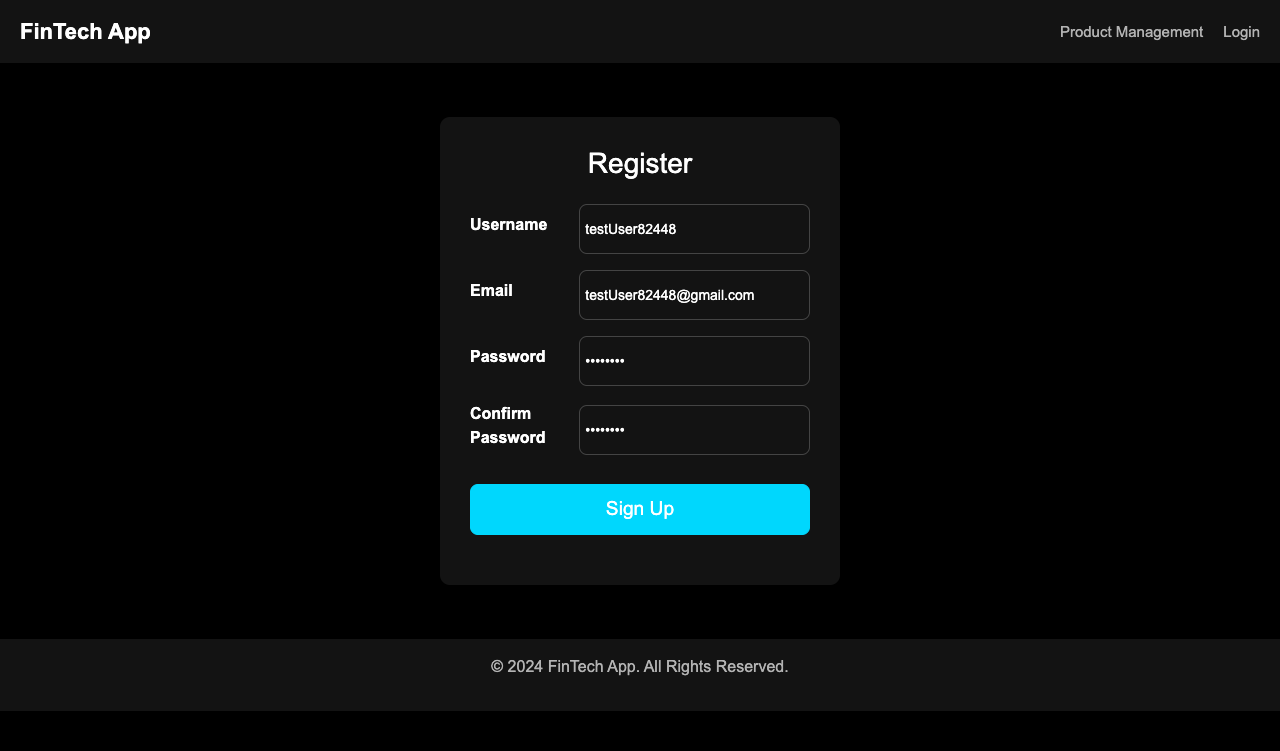 FinTech App
Product Management
Login
Register
Username
testUser82448
Email
testUser82448@gmail.com
Password
••••••••
Confirm
Password
••••••••
Sign Up
© 2024 FinTech App. All Rights Reserved.